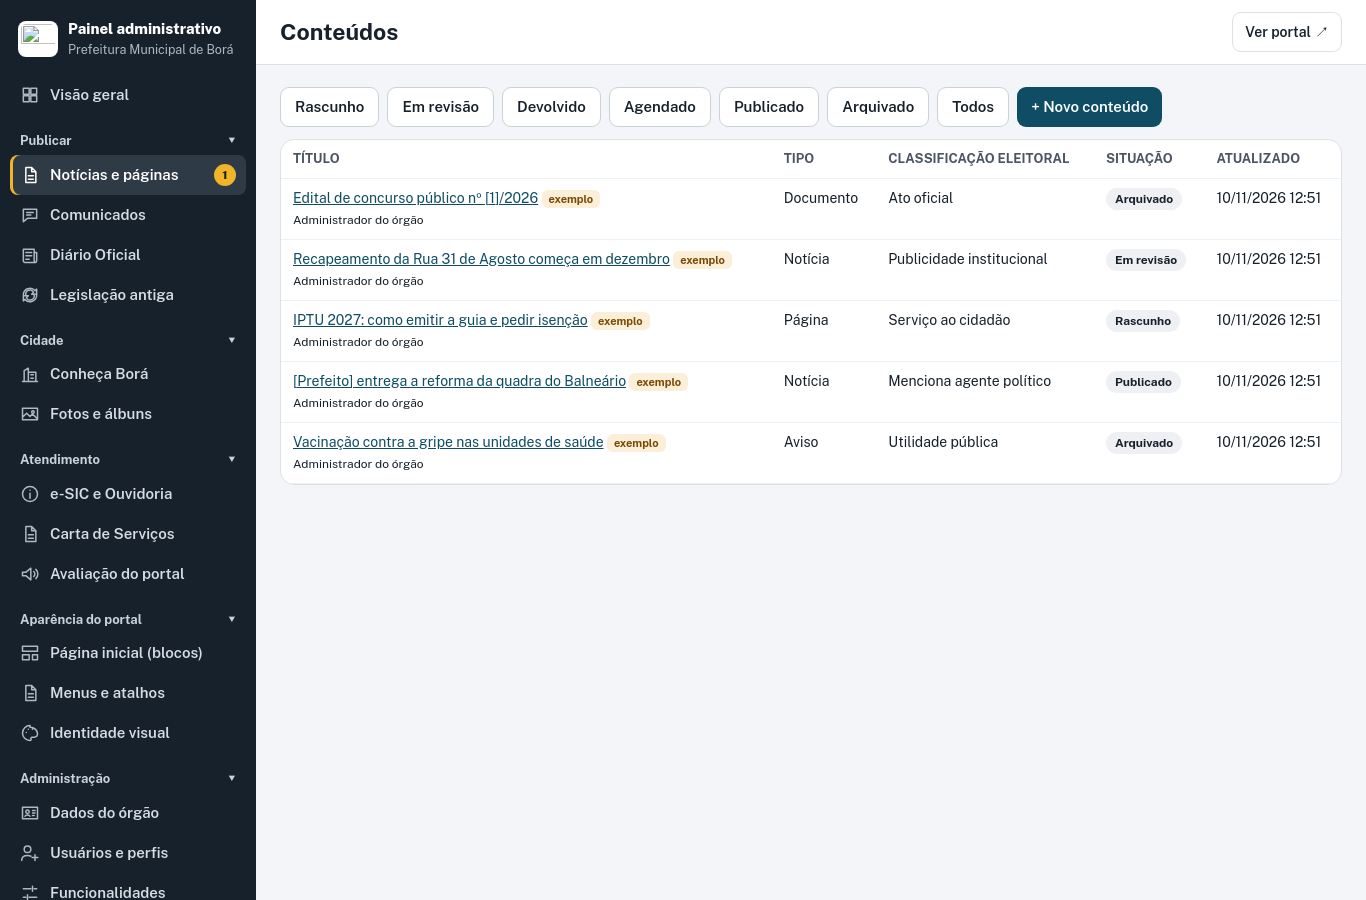 Painel administrativo
Prefeitura Municipal de Borá
Visão geral
Publicar
Notícias e páginas 1
Comunicados
Diário Oficial
Legislação antiga
Cidade
Conheça Borá
Fotos e álbuns
Atendimento
e-SIC e Ouvidoria
Carta de Serviços
Avaliação do portal
Aparência do portal
Página inicial (blocos)
Menus e atalhos
Identidade visual
Administração
Dados do órgão
Usuários e perfis
Funcionalidades
Conteúdos
Ver portal ↗
Rascunho Em revisão Devolvido Agendado Publicado Arquivado Todos + Novo conteúdo
TÍTULO TIPO CLASSIFICAÇÃO ELEITORAL SITUAÇÃO ATUALIZADO
Edital de concurso público nº [1]/2026 exemplo Documento Ato oficial Arquivado 10/11/2026 12:51
Administrador do órgão
Recapeamento da Rua 31 de Agosto começa em dezembro exemplo Notícia Publicidade institucional Em revisão 10/11/2026 12:51
Administrador do órgão
IPTU 2027: como emitir a guia e pedir isenção exemplo Página Serviço ao cidadão Rascunho 10/11/2026 12:51
Administrador do órgão
[Prefeito] entrega a reforma da quadra do Balneário exemplo Notícia Menciona agente político Publicado 10/11/2026 12:51
Administrador do órgão
Vacinação contra a gripe nas unidades de saúde exemplo Aviso Utilidade pública Arquivado 10/11/2026 12:51
Administrador do órgão